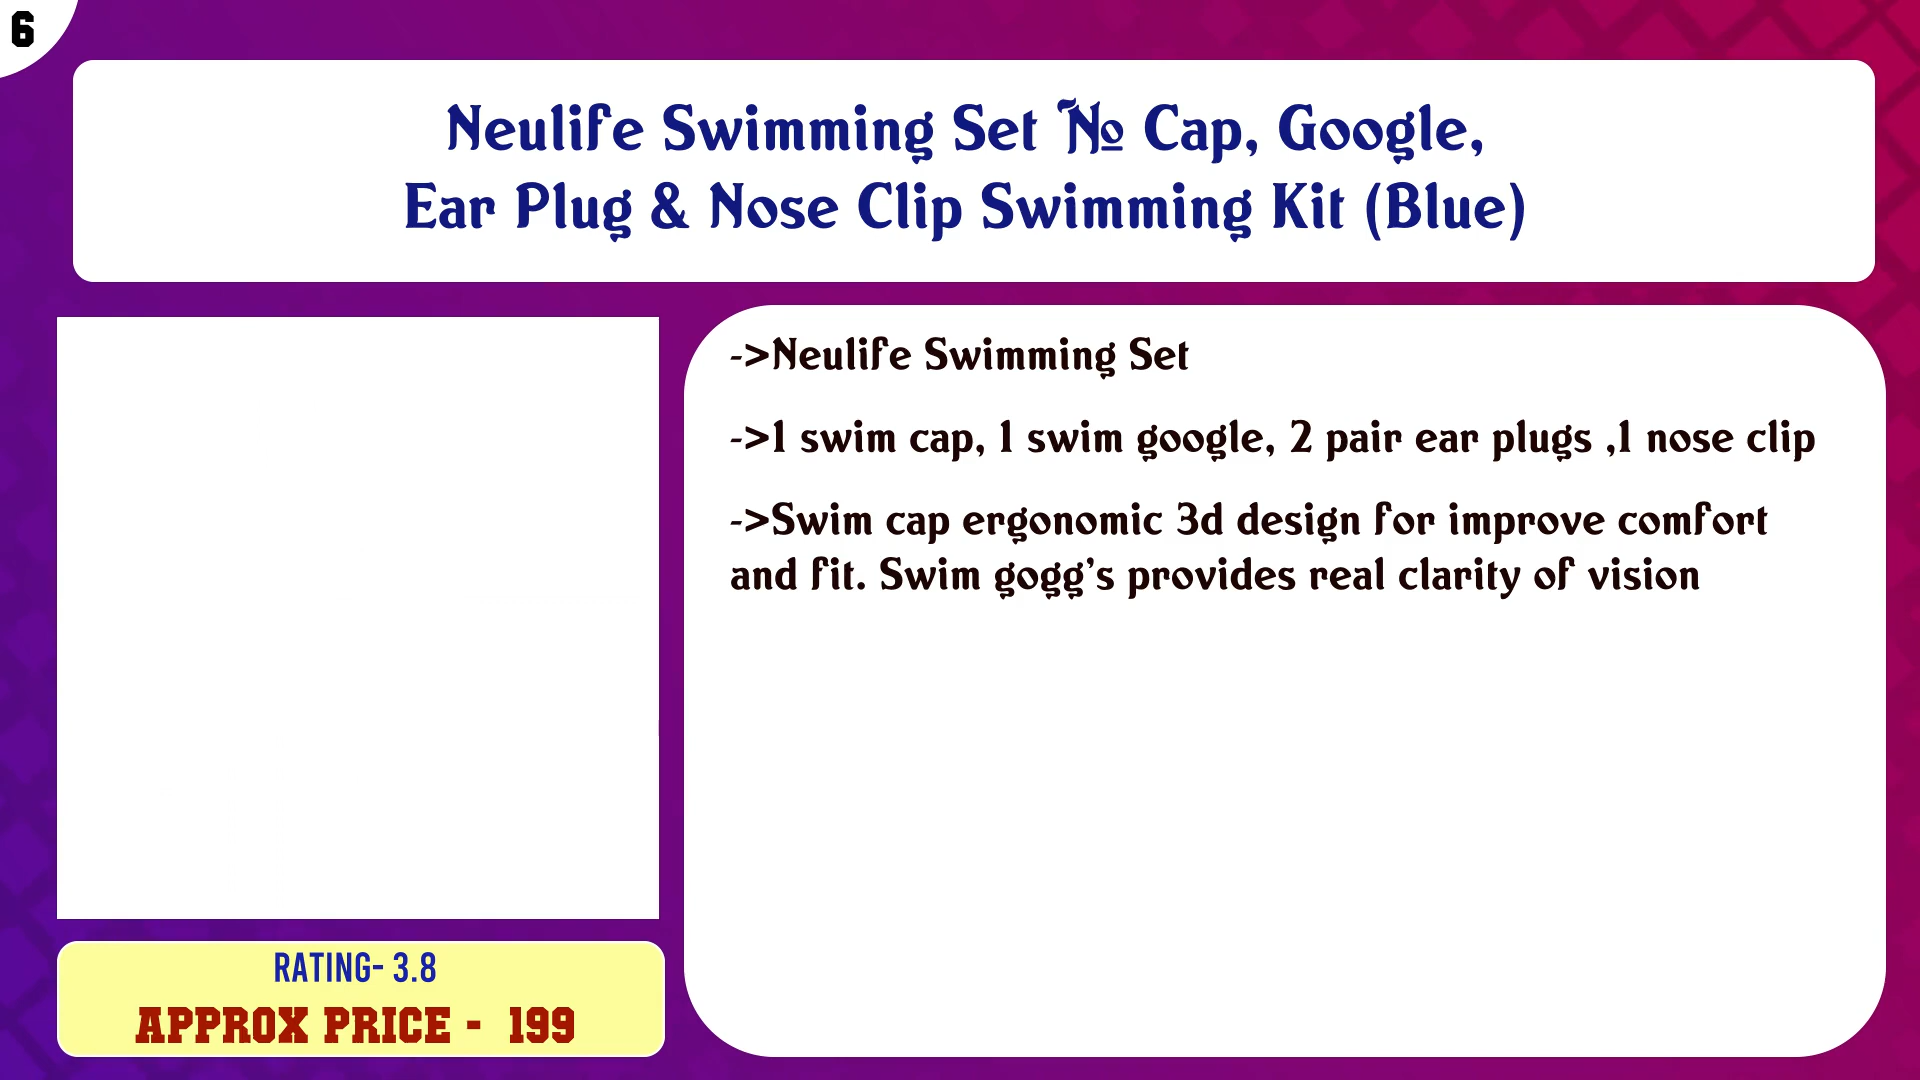 6
Neulife Swimming Set ͠№ Cap, Google,
Ear Plug & Nose Clip Swimming Kit (Blue)
->Neulife Swimming Set
->1 swim cap, 1 swim google, 2 pair ear plugs ,1 nose clip
->Swim cap ergonomic 3d design for improve comfort
and fit. Swim gogg's provides real clarity of vision
RATING- 3.8
APPROX PRICE - 199